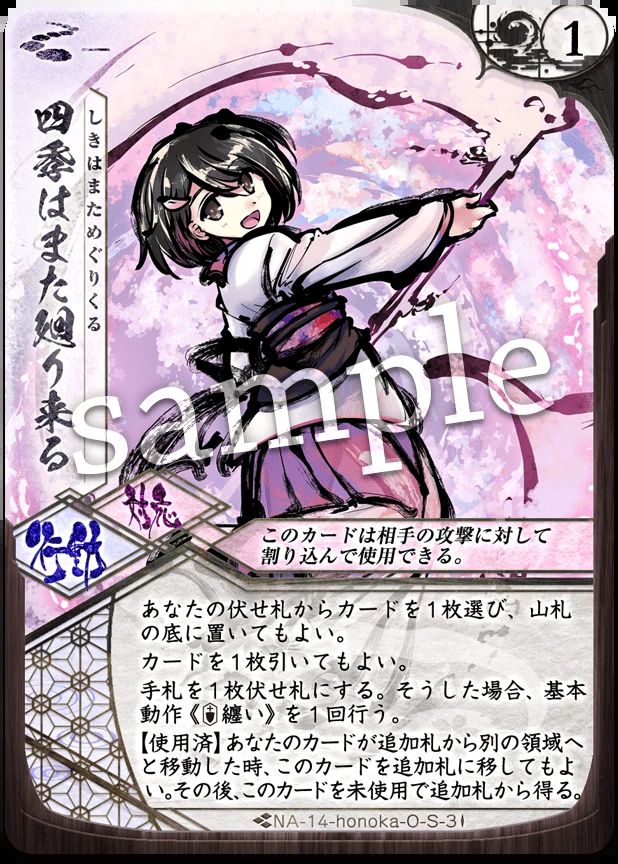 1
四季はまた廻り来る
しきはまためぐりくる
sample
行動
対応
このカードは相手の攻撃に対して
割り込んで使用できる。
あなたの伏せ札からカードを1枚選び、山札
の底に置いてもよい。
カードを1枚引いてもよい。
手札を1枚伏せ札にする。そうした場合、基本
動作《纏い》を1回行う。
【使用済】あなたのカードが追加札から別の領域へ
と移動した時、このカードを追加札に移してもよ
い。その後、このカードを未使用で追加札から得る。
NA-14-honoka-O-S-3